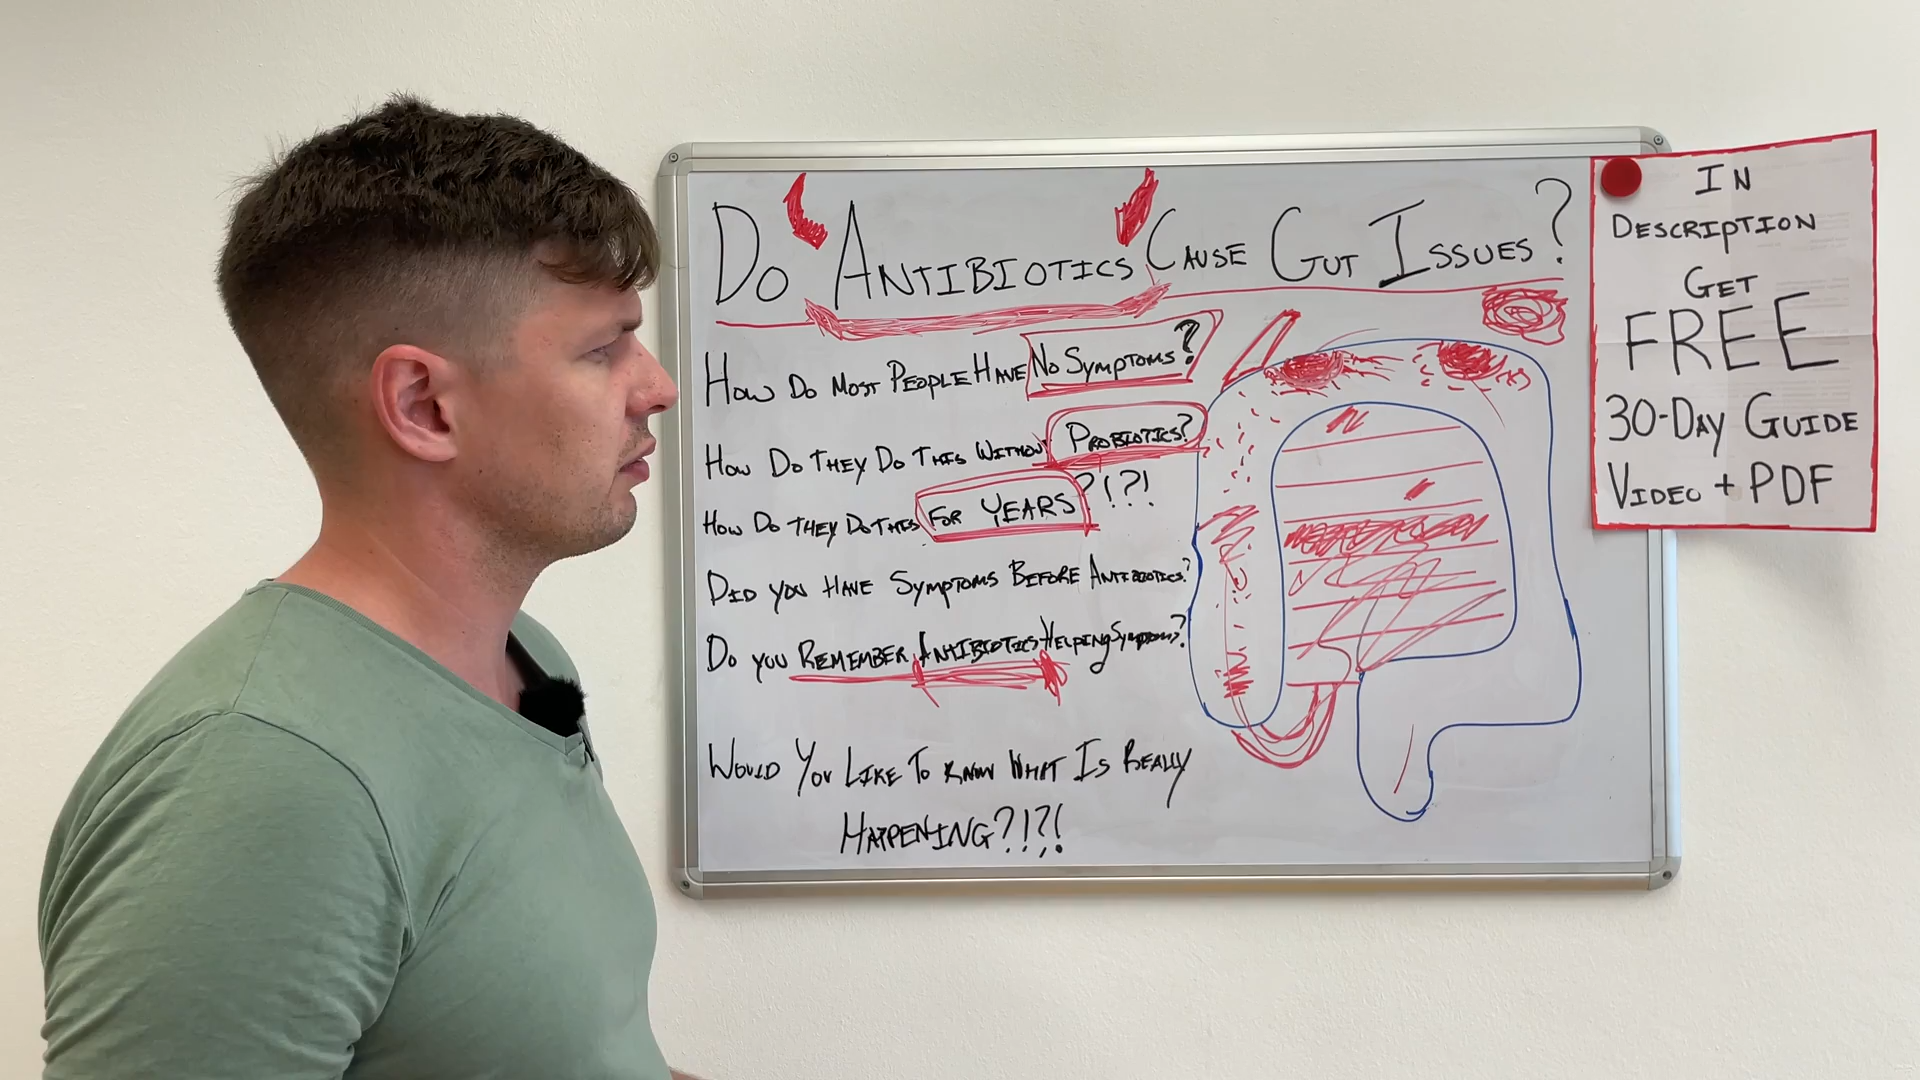 Do Antibiotics Cause Gut Issues?
How Do Most People Have No Symptoms?
How Do They Do This Without Probiotics?
?!?!
How Do They Do This For Years
Did You Have Symptoms Before Antibiotics?
Do You Remember Antibiotics Helping Symptoms?
Would You Like To Know What Is Really
Happening?!?!
In
Description
Get
FREE
30-Day Guide
Video + PDF